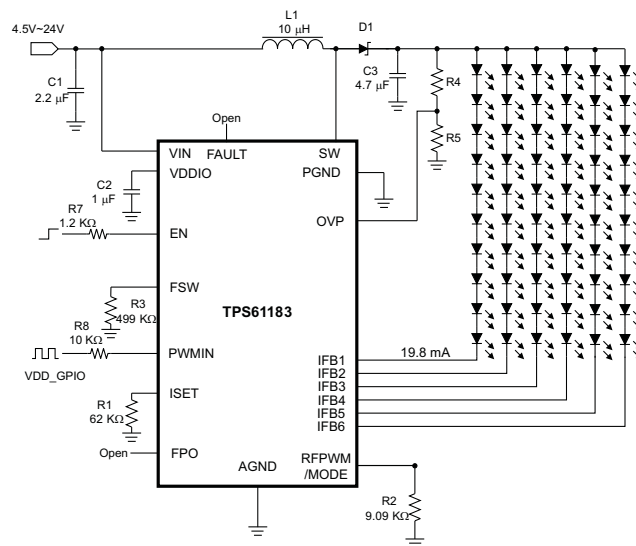 4.5V~24V
L1
10 µH
D1
C1
2.2 µF
C3
4.7 µF
R4
R5
Open
VIN
FAULT
SW
VDDIO
PGND
C2
1 µF
R7
1.2 KΩ
OVP
EN
FSW
R3
499 KΩ
TPS61183
R8
10 KΩ
PWMIN
VDD_GPIO
IFB1
19.8 mA
IFB2
IFB3
IFB4
IFB5
IFB6
ISET
R1
62 KΩ
Open
FPO
AGND
RFPWM
/MODE
R2
9.09 KΩ